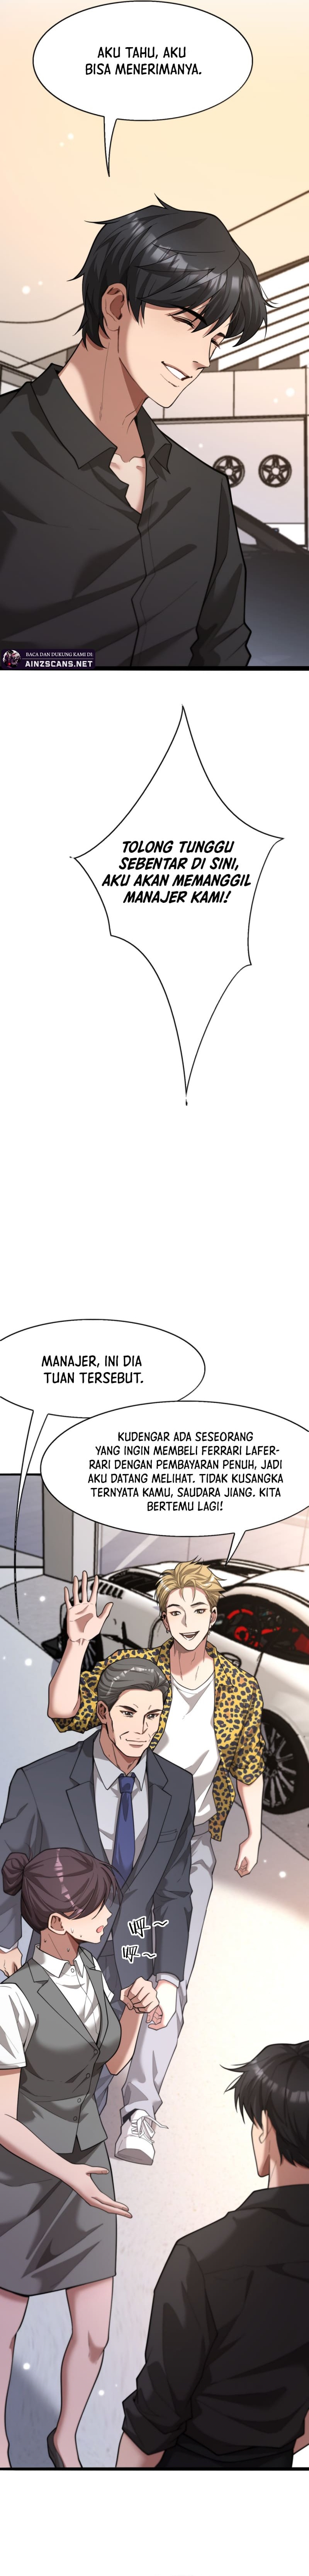 AKU TAHU, AKU
BISA MENERIMANYA.
BACA DAN DUKUNG KAMI DI
AINZSCANS.NET
TOLONG TUNGGU
SEBENTAR DI SINI,
AKU AKAN MEMANGGIL
MANAJER KAMI!
MANAJER, INI DIA
TUAN TERSEBUT.
KUDENGAR ADA SESEORANG
YANG INGIN MEMBELI FERRARI LAFER-
RARI DENGAN PEMBAYARAN PENUH, JADI
AKU DATANG MELIHAT. TIDAK KUSANGKA
TERNYATA KAMU, SAUDARA JIANG. KITA
BERTEMU LAGI!
呼~
呼~